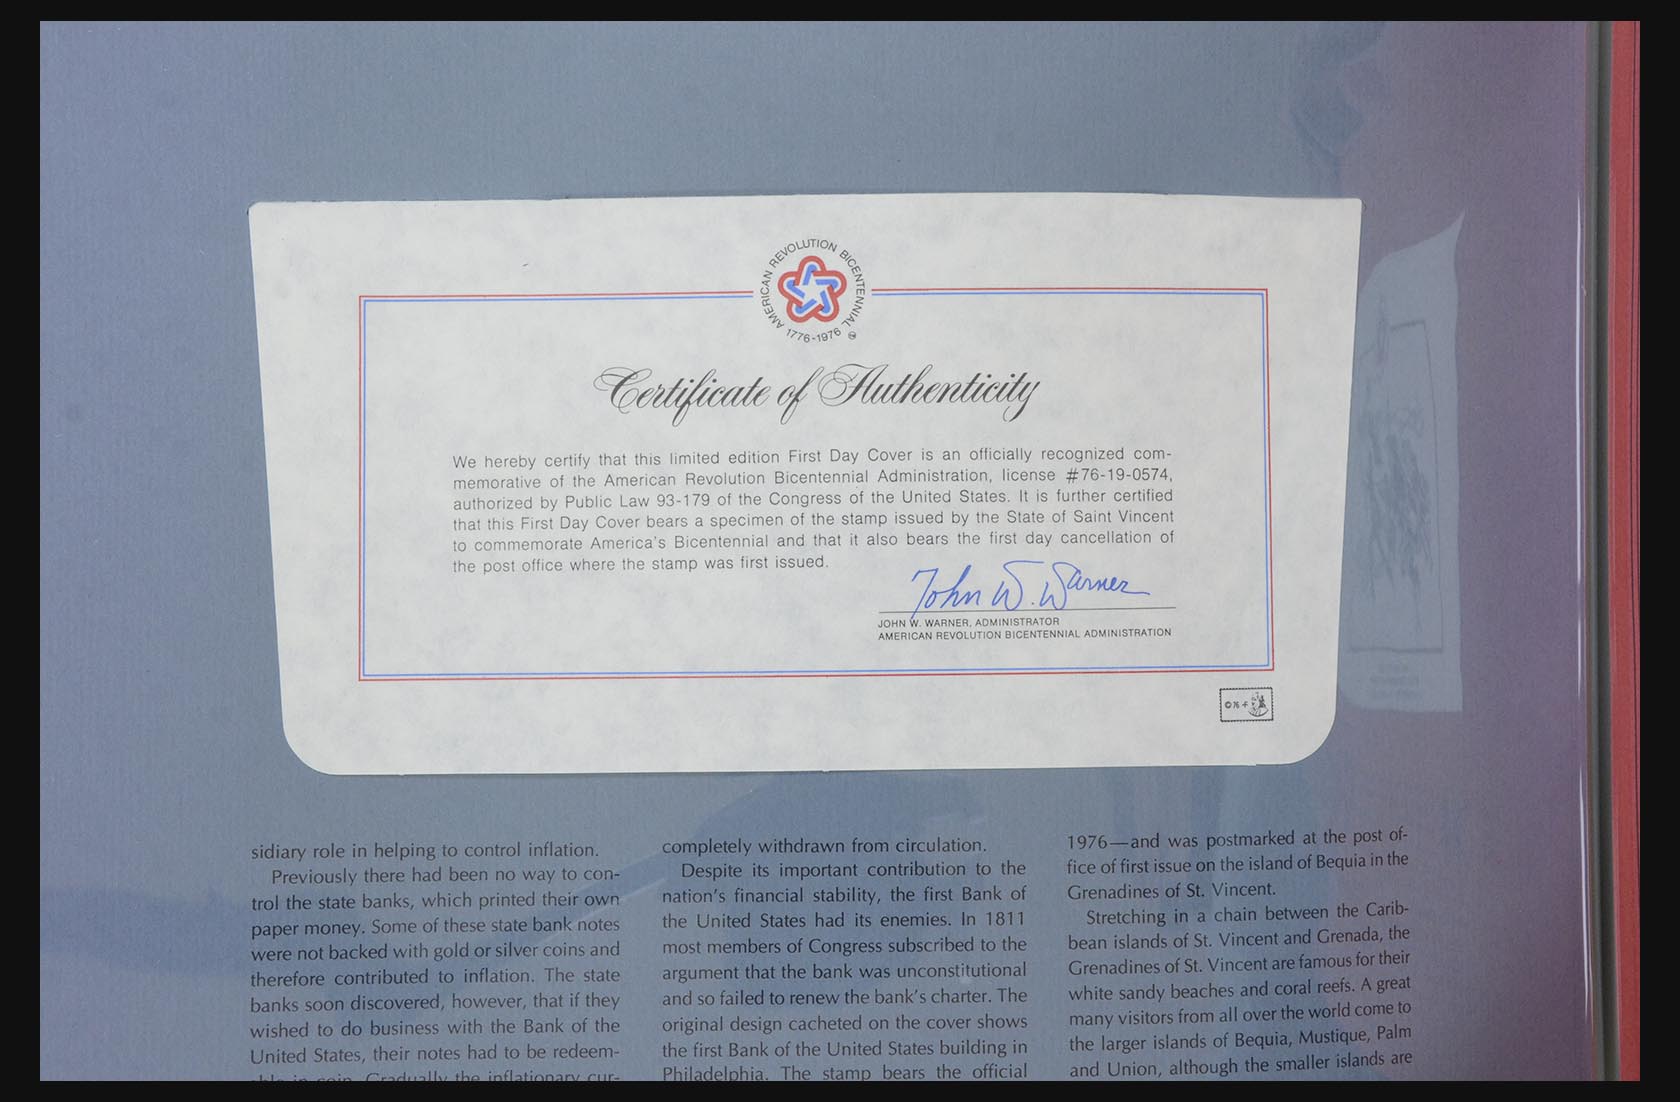 AMERICAN REVOLUTION BICENTENNIAL
1776-1976
Certificate of Authenticity
We hereby certify that this limited edition First Day Cover is an officially recognized com-
memorative of the American Revolution Bicentennial Administration, license #76-19-0574,
authorized by Public Law 93-179 of the Congress of the United States. It is further certified
that this First Day Cover bears a specimen of the stamp issued by the State of Saint Vincent
to commemorate America's Bicentennial and that it also bears the first day cancellation of
the post office where the stamp was first issued.
John W. Warner
JOHN W. WARNER, ADMINISTRATOR
AMERICAN REVOLUTION BICENTENNIAL ADMINISTRATION
sidiary role in helping to control inflation.
Previously there had been no way to con-
trol the state banks, which printed their own
paper money. Some of these state bank notes
were not backed with gold or silver coins and
therefore contributed to inflation. The state
banks soon discovered, however, that if they
wished to do business with the Bank of the
United States, their notes had to be redeem-
able in coin. Gradually the inflationary cur-
completely withdrawn from circulation.
Despite its important contribution to the
nation's financial stability, the first Bank of
the United States had its enemies. In 1811
most members of Congress subscribed to the
argument that the bank was unconstitutional
and so failed to renew the bank's charter. The
original design cacheted on the cover shows
the first Bank of the United States building in
Philadelphia. The stamp bears the official
1976—and was postmarked at the post of-
fice of first issue on the island of Bequia in the
Grenadines of St. Vincent.
Stretching in a chain between the Carib-
bean islands of St. Vincent and Grenada, the
Grenadines of St. Vincent are famous for their
white sandy beaches and coral reefs. A great
many visitors from all over the world come to
the larger islands of Bequia, Mustique, Palm
and Union, although the smaller islands are